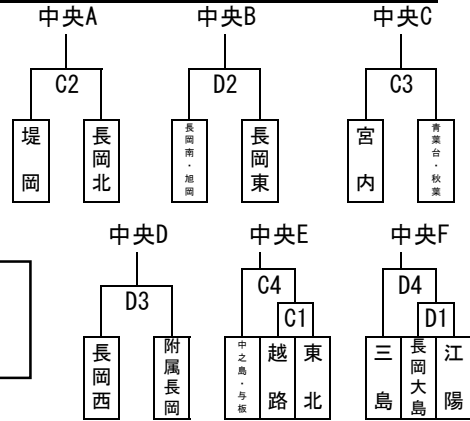 中央A 中央B 中央C
C2 D2 C3
堤岡 長岡北 長岡南・旭岡 長岡東 宮内 青葉台・秋葉
中央D 中央E 中央F
C4 D4
D3 C1 D1
長岡西 附属長岡 中之島・与板 越路 東北 三島 長岡大島 江陽